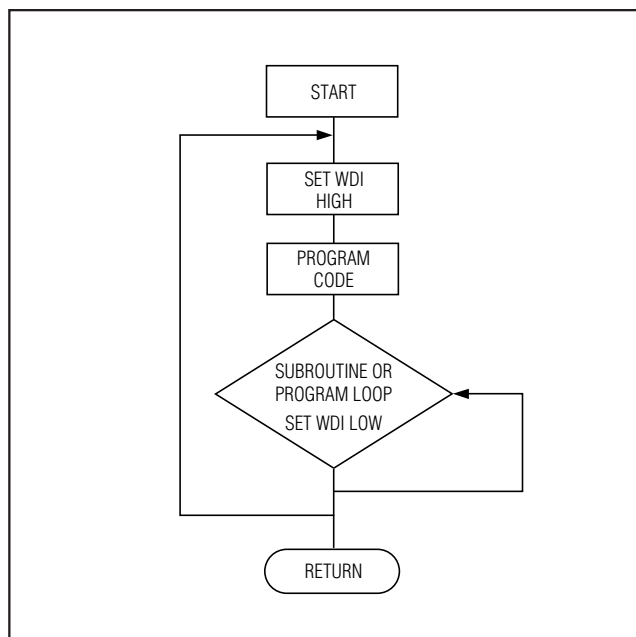 START
SET WDI
HIGH
PROGRAM
CODE
SUBROUTINE OR
PROGRAM LOOP
SET WDI LOW
RETURN